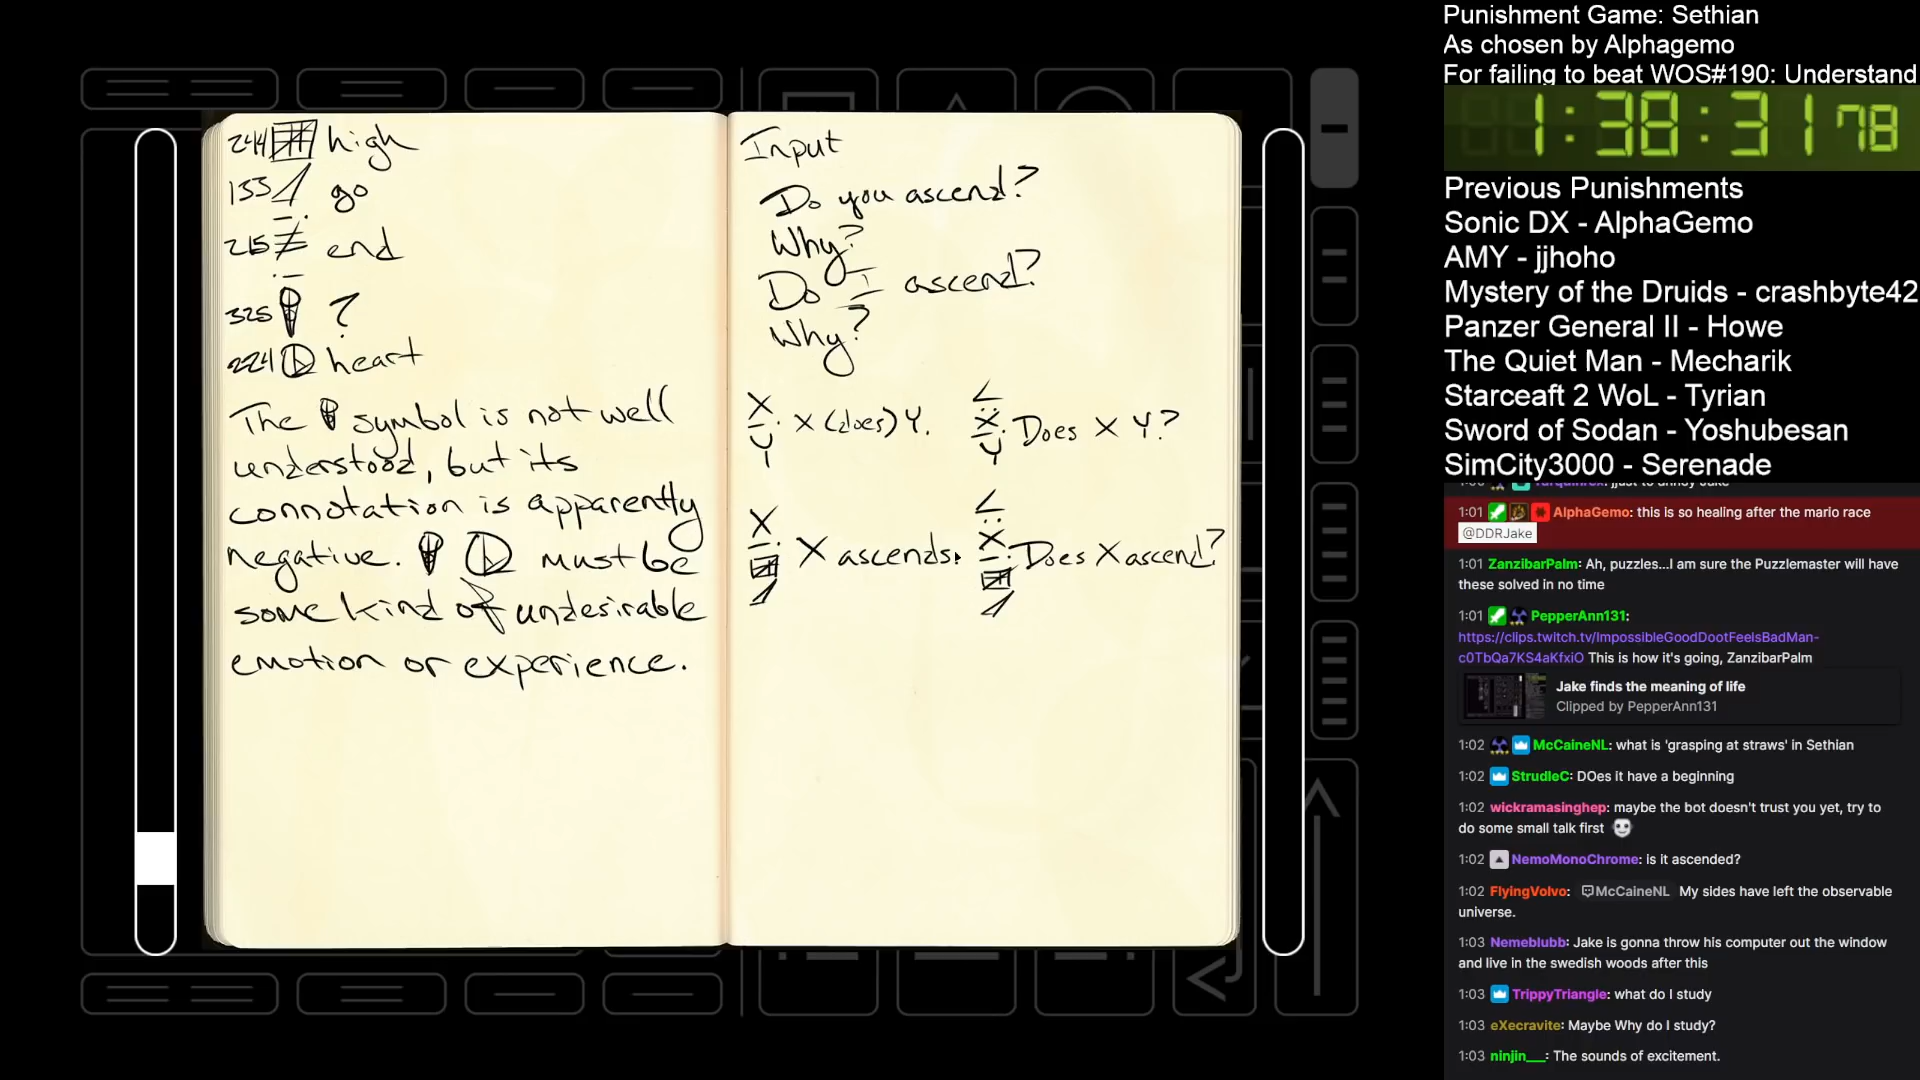 244 high
155 go
215 end
325 ?
224 heart
The symbol is not well
understood, but its
connotation is apparently
negative. must be
some kind of undesirable
emotion or experience.
Input
Do you ascend?
Why?
Do I ascend?
Why?
X
Y
X (does) Y.
X
Y
Does X Y?
X
X ascends.
X
Does X ascend?
Punishment Game: Sethian
As chosen by Alphagemo
For failing to beat WOS#190: Understand
1:38:31 78
Previous Punishments
Sonic DX - AlphaGemo
AMY - jjhoho
Mystery of the Druids - crashbyte42
Panzer General II - Howe
The Quiet Man - Mecharik
Starceaft 2 WoL - Tyrian
Sword of Sodan - Yoshubesan
SimCity3000 - Serenade
1:01 AlphaGemo: this is so healing after the mario race
@DDRJake
1:01 ZanzibarPalm: Ah, puzzles...I am sure the Puzzlemaster will have
these solved in no time
1:01 PepperAnn131:
https://clips.twitch.tv/ImpossibleGoodDootFeelsBadMan-
c0TbQa7KS4aKfxiO This is how it's going, ZanzibarPalm
Jake finds the meaning of life
Clipped by PepperAnn131
1:02 McCaineNL: what is 'grasping at straws' in Sethian
1:02 StrudleC: DOes it have a beginning
1:02 wickramasinghep: maybe the bot doesn't trust you yet, try to
do some small talk first
1:02 NemoMonoChrome: is it ascended?
1:02 FlyingVolvo: McCaineNL My sides have left the observable
universe.
1:03 Nemeblubb: Jake is gonna throw his computer out the window
and live in the swedish woods after this
1:03 TrippyTriangle: what do I study
1:03 eXecravite: Maybe Why do I study?
1:03 ninjin___: The sounds of excitement.